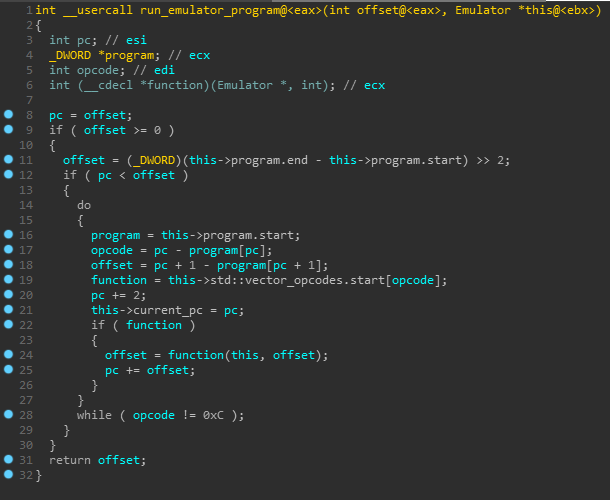 1 int __usercall run_emulator_program@<eax>(int offset@<eax>, Emulator *this@<ebx>)
2 {
3   int pc; // esi
4   _DWORD *program; // ecx
5   int opcode; // edi
6   int (__cdecl *function)(Emulator *, int); // ecx
7
8   pc = offset;
9   if ( offset >= 0 )
10   {
11     offset = (_DWORD)(this->program.end - this->program.start) >> 2;
12     if ( pc < offset )
13     {
14       do
15       {
16         program = this->program.start;
17         opcode = pc - program[pc];
18         offset = pc + 1 - program[pc + 1];
19         function = this->std::vector_opcodes.start[opcode];
20         pc += 2;
21         this->current_pc = pc;
22         if ( function )
23         {
24           offset = function(this, offset);
25           pc += offset;
26         }
27       }
28       while ( opcode != 0xC );
29     }
30   }
31   return offset;
32 }